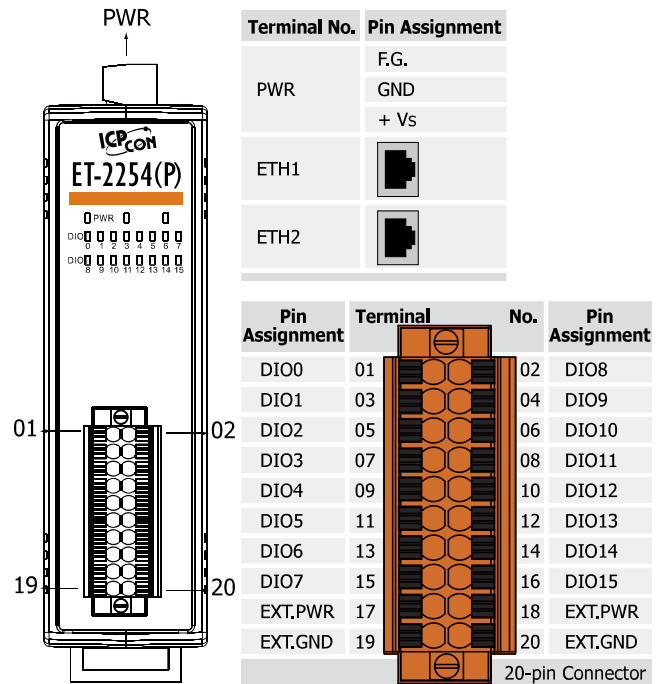 PWR
ICP CON
ET-2254(P)
PWR
DIO
0 1 2 3 4 5 6 7
DIO
8 9 10 11 12 13 14 15
01 02
19 20
Terminal No. Pin Assignment
PWR F.G.
GND
+ Vs
ETH1
ETH2
Pin Assignment Terminal No. Pin Assignment
DIO0 01 02 DIO8
DIO1 03 04 DIO9
DIO2 05 06 DIO10
DIO3 07 08 DIO11
DIO4 09 10 DIO12
DIO5 11 12 DIO13
DIO6 13 14 DIO14
DIO7 15 16 DIO15
EXT.PWR 17 18 EXT.PWR
EXT.GND 19 20 EXT.GND
20-pin Connector